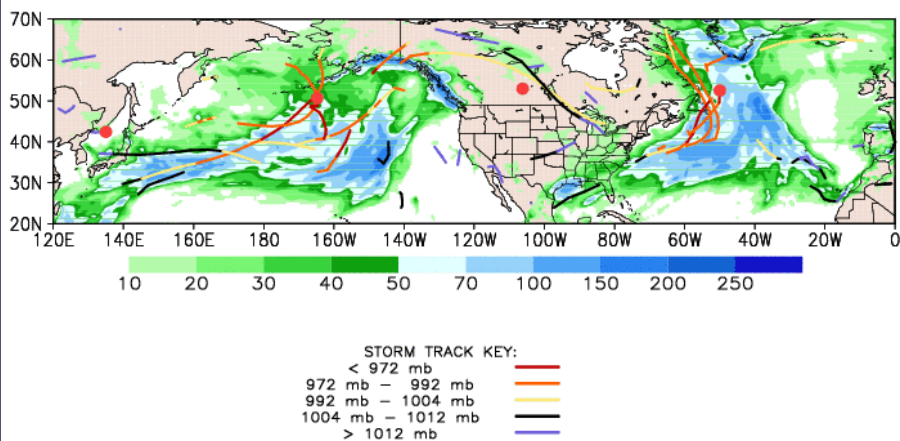 70N
60N
50N
40N
30N
20N
120E 140E 160E 180 160W 140W 120W 100W 80W 60W 40W 20W 0
10 20 30 40 50 70 100 150 200 250
STORM TRACK KEY:
< 972 mb
972 mb – 992 mb
992 mb – 1004 mb
1004 mb – 1012 mb
> 1012 mb